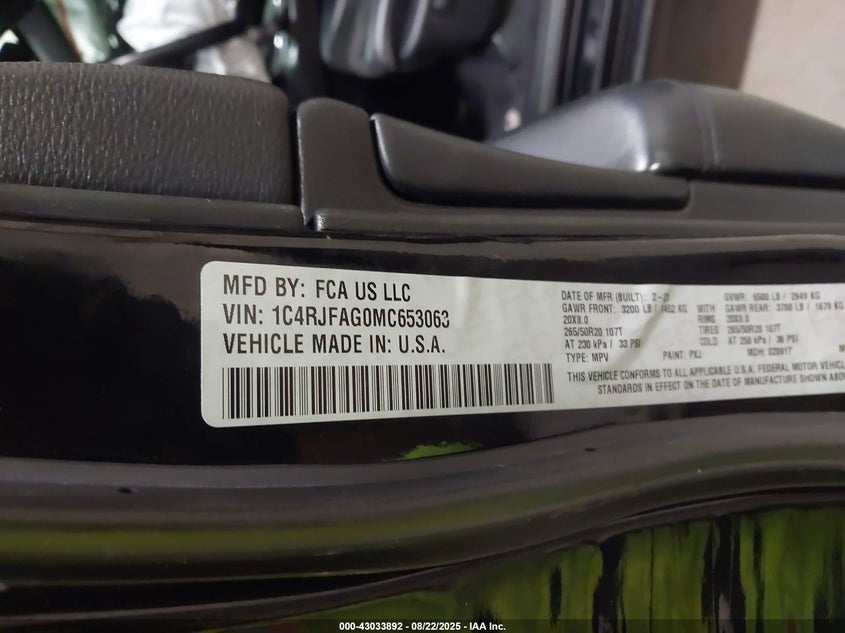 MFD BY: FCA US LLC
VIN: 1C4RJFAG0MC653063
VEHICLE MADE IN: U.S.A.
DATE OF MFR (BUILT): 2-21
GAWR FRONT: 3200 LB / 1452 KG
20X8.0
265/50R20 107T
AT 230 kPa / 33 PSI
TYPE: MPV
PAINT: PXJ
WITH
RIMS
TIRES
COLD
GVWR: 6500 LB / 2949 KG
GAWR REAR: 3700 LB / 1679 KG
20X8.0
265/50R20 107T
AT 250 kPa / 36 PSI
MDH: 020917
THIS VEHICLE CONFORMS TO ALL APPLICABLE U.S.A. FEDERAL MOTOR VEHICLE
STANDARDS IN EFFECT ON THE DATE OF MANUFACTURE SHOWN ABOVE
000-43033892 - 08/22/2025 - IAA Inc.